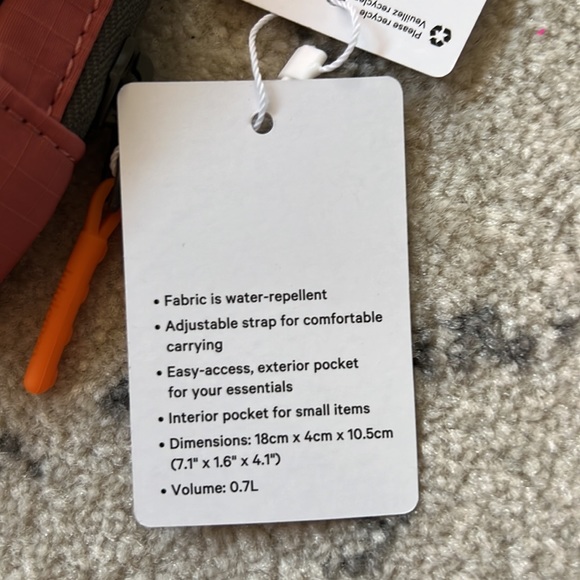 Please recycle
Veuillez recycle
• Fabric is water-repellent
• Adjustable strap for comfortable
carrying
• Easy-access, exterior pocket
for your essentials
• Interior pocket for small items
• Dimensions: 18cm x 4cm x 10.5cm
(7.1" x 1.6" x 4.1")
• Volume: 0.7L